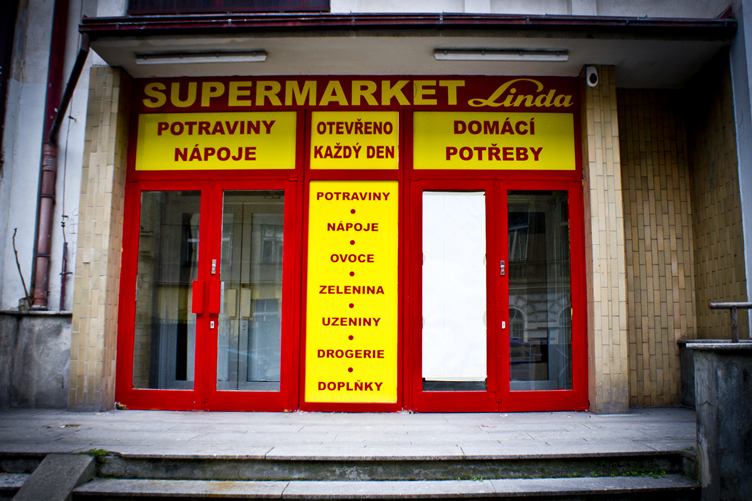 SUPERMARKET Linda
POTRAVINY
NÁPOJE
OTEVŘENO
KAŽDÝ DEN
DOMÁCÍ
POTŘEBY
POTRAVINY
•
NÁPOJE
•
OVOCE
•
ZELENINA
•
UZENINY
•
DROGERIE
•
DOPLŇKY